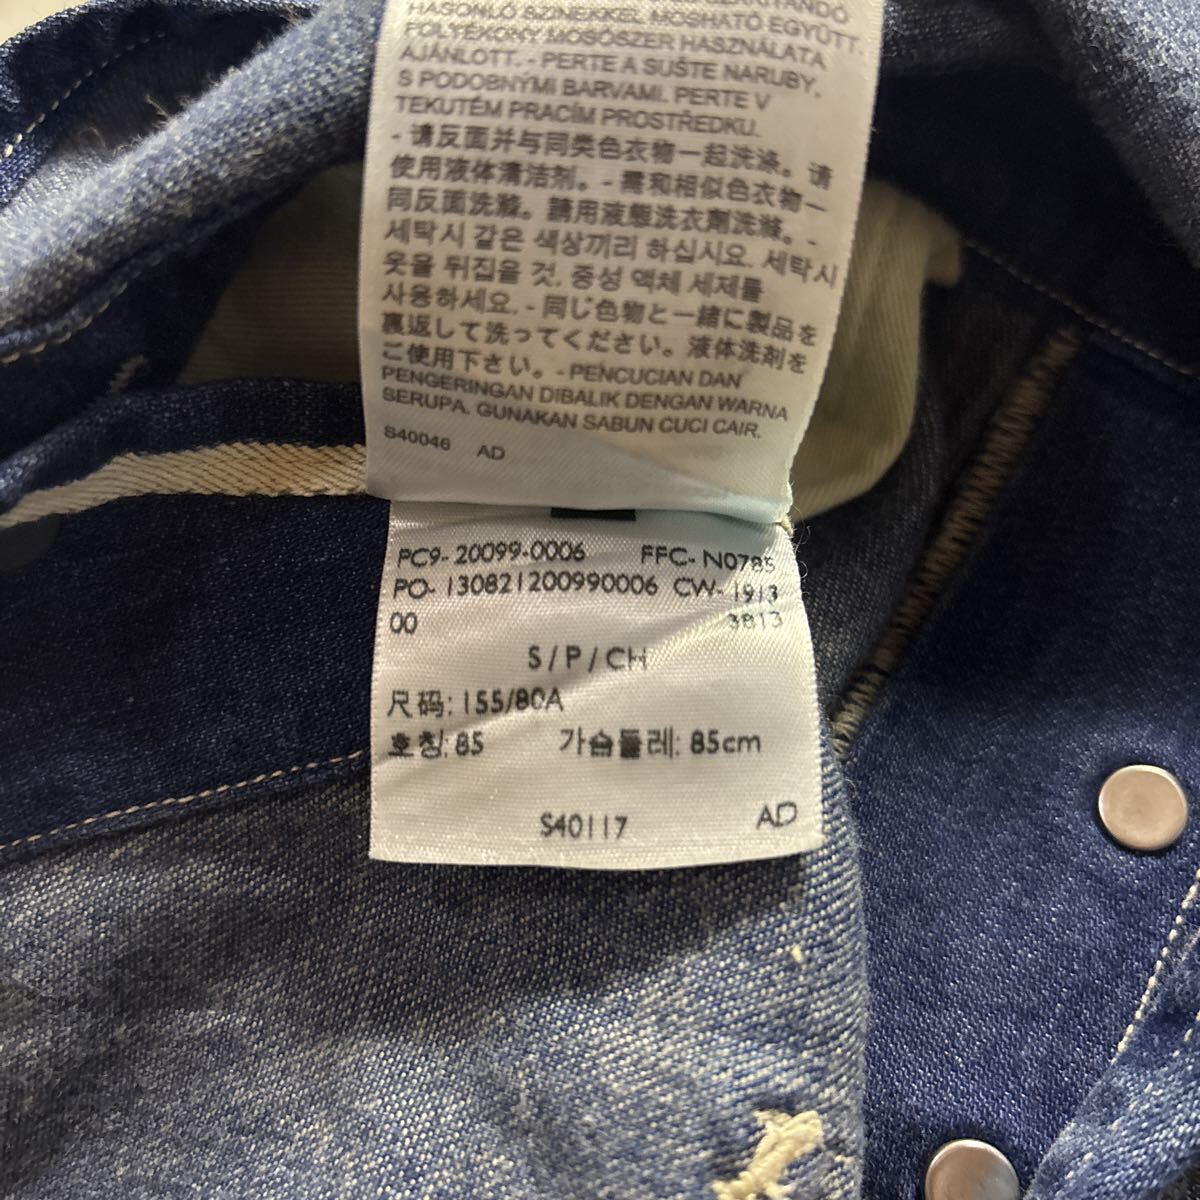 SZÁRÍTANDÓ
HASONLÓ SZINEKKEL MOSHATÓ EGYÜTT.
FOLYÉKONY MOSÓSZER HASZNÁLATA
AJÁNLOTT. - PERTE A SUŠTE NARUBY,
S PODOBNÝMI BARVAMI. PERTE V
TEKUTÉM PRACÍM PROSTŘEDKU.
- 请反面并与同类色衣物一起洗涤。请
使用液体清洁剂。- 需和相似色衣物一
同反面洗滌。請用液態洗衣劑洗滌。-
세탁시 같은 색상끼리 하십시오. 세탁시
옷을 뒤집을 것. 중성 액체 세제를
사용하세요. - 同じ色物と一緒に製品を
裏返して洗ってください。液体洗剤を
ご使用下さい。- PENCUCIAN DAN
PENGERINGAN DIBALIK DENGAN WARNA
SERUPA. GUNAKAN SABUN CUCI CAIR.
S40046 AD
PC9- 20099-0006 FFC- N0785
PO- 130821200990006 CW- 1913
00 3813
S / P / CH
尺码: 155/80A
호칭: 85 가슴둘레: 85cm
S40117 AD